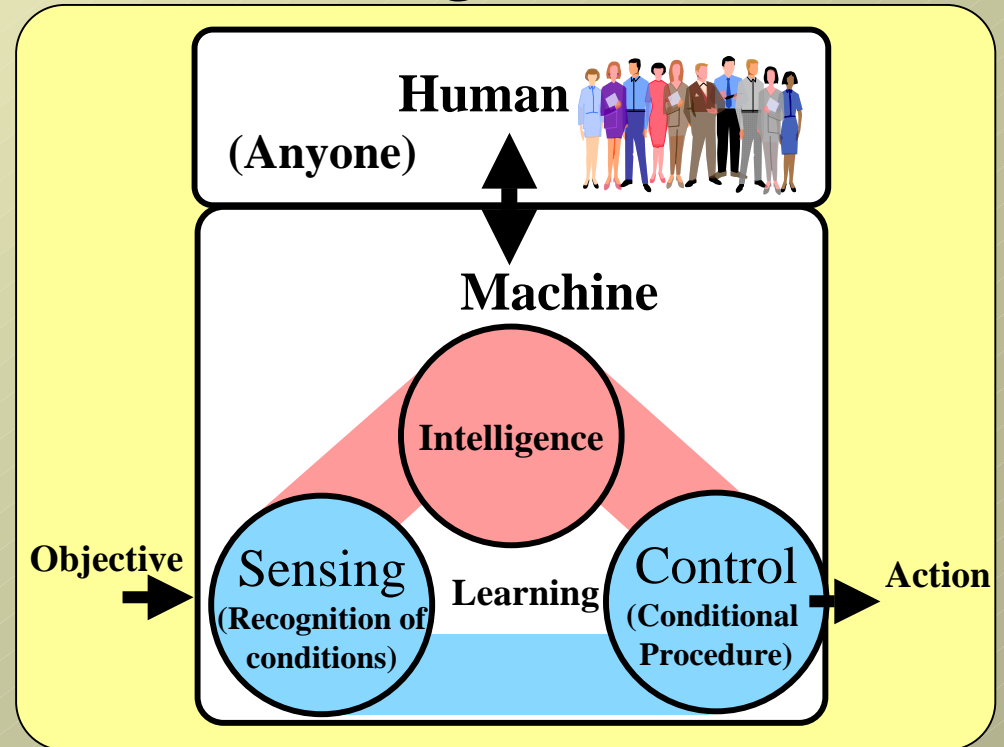 Human
(Anyone)
Machine
Intelligence
Objective
Sensing
(Recognition of
conditions)
Learning
Control
(Conditional
Procedure)
Action